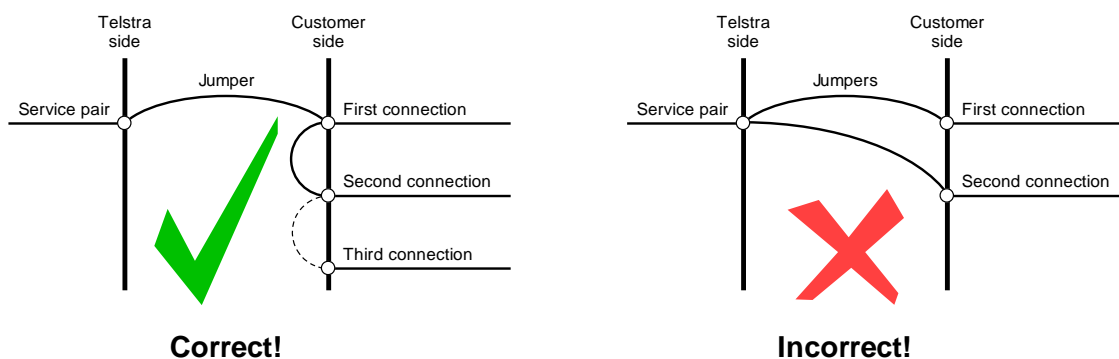 Telstra
side
Customer
side
Jumper
Service pair
First connection
Second connection
Third connection
Correct!
Telstra
side
Customer
side
Jumpers
Service pair
First connection
Second connection
Incorrect!